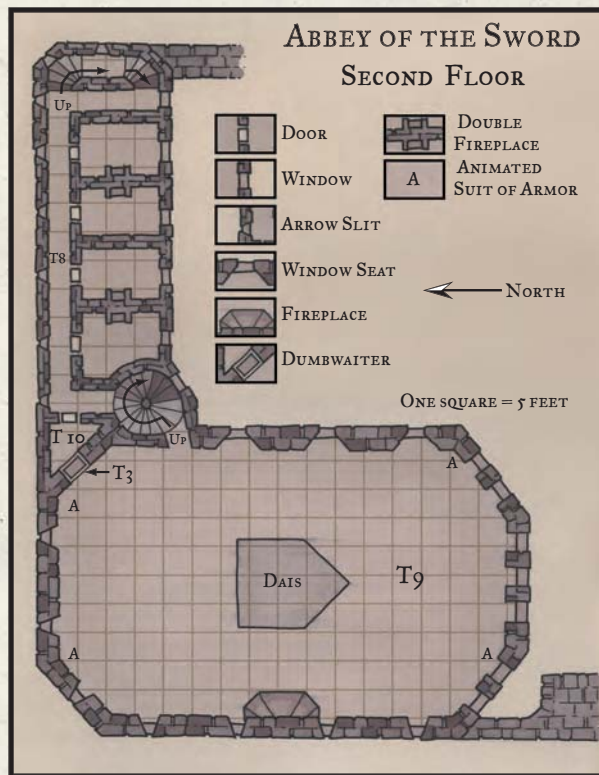 Abbey of the Sword
Second Floor
Up
Door
Double
Fireplace
Window
A
Animated
Suit of Armor
Arrow Slit
T8
Window Seat
North
Fireplace
Dumbwaiter
One square = 5 feet
T 10
Up
T3
A
A
Dais
T9
A
A